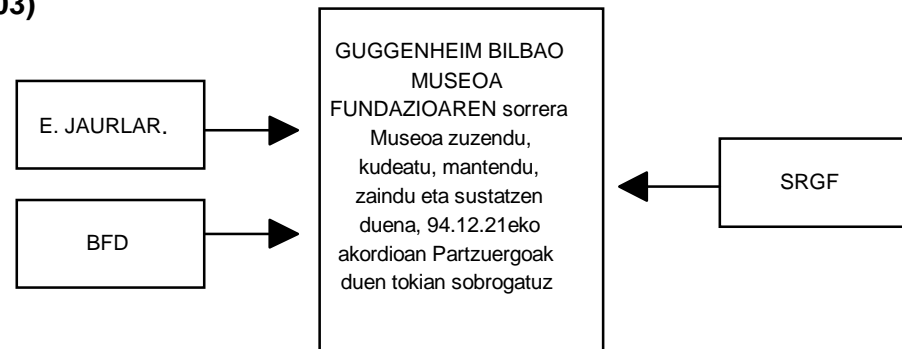 03)
E. JAURLAR.
BFD
GUGGENHEIM BILBAO
MUSEOA
FUNDAZIOAREN sorrera
Museoa zuzendu,
kudeatu, mantendu,
zaindu eta sustatzen
duena, 94.12.21eko
akordioan Partzuergoak
duen tokian sobrogatuz
SRGF